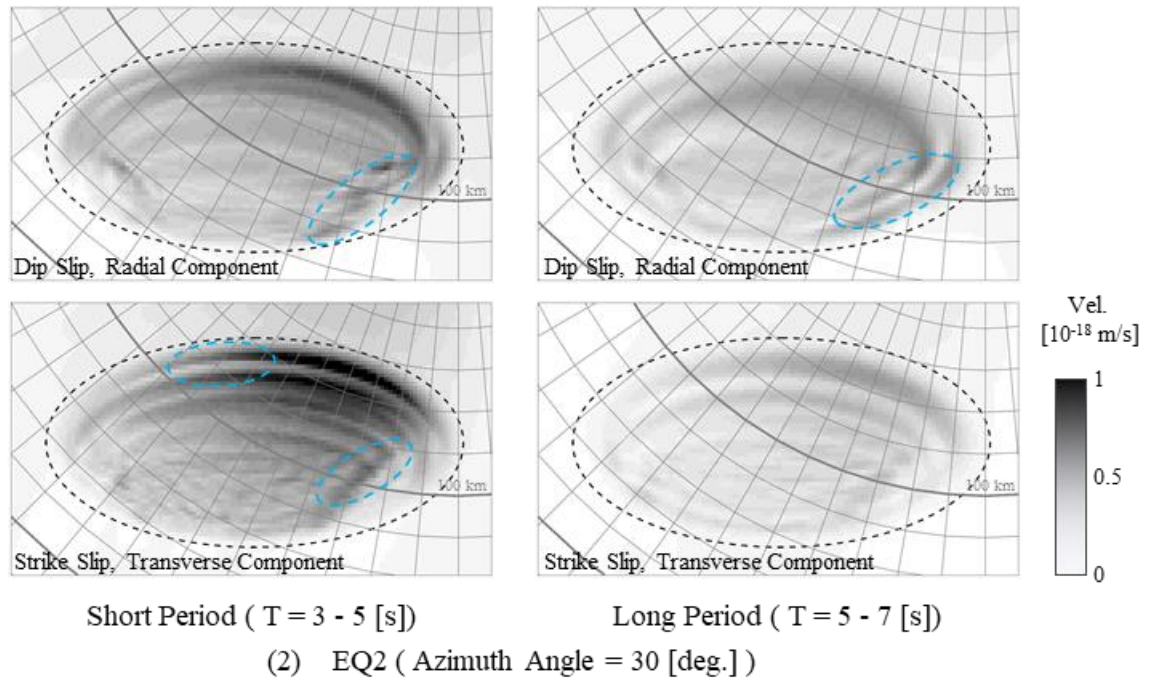 100 km
Dip Slip, Radial Component
100 km
Dip Slip, Radial Component
100 km
Strike Slip, Transverse Component
100 km
Strike Slip, Transverse Component
Vel.
[10⁻¹⁸ m/s]
1
0.5
0
Short Period ( T = 3 - 5 [s])
Long Period ( T = 5 - 7 [s])
(2) EQ2 ( Azimuth Angle = 30 [deg.] )